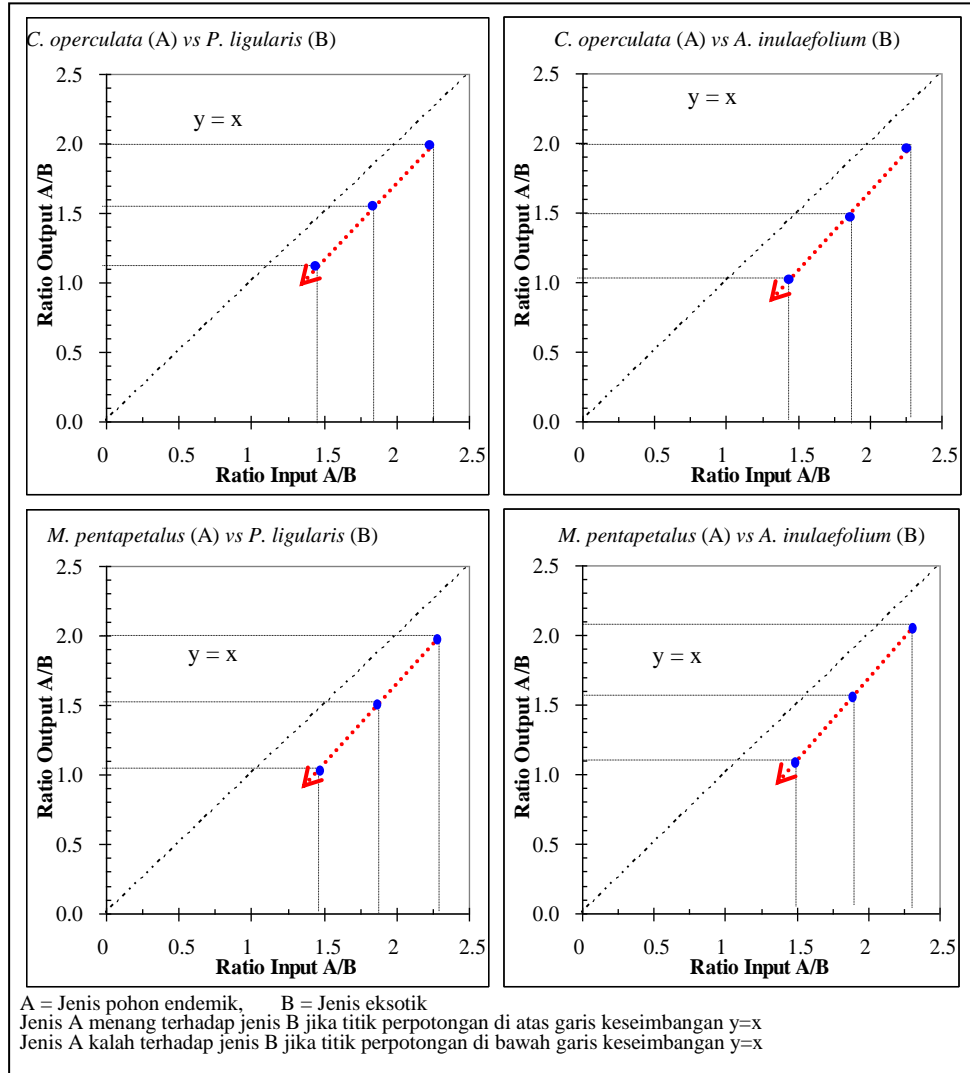 C. operculata (A) vs P. ligularis (B)
2.5
2.0
1.5
1.0
0.5
0.0
Ratio Output A/B
y = x
0 0.5 1 1.5 2 2.5
Ratio Input A/B
C. operculata (A) vs A. inulaefolium (B)
2.5
2.0
1.5
1.0
0.5
0.0
Ratio Output A/B
y = x
0 0.5 1 1.5 2 2.5
Ratio Input A/B
M. pentapetalus (A) vs P. ligularis (B)
2.5
2.0
1.5
1.0
0.5
0.0
Ratio Output A/B
y = x
0 0.5 1 1.5 2 2.5
Ratio Input A/B
M. pentapetalus (A) vs A. inulaefolium (B)
2.5
2.0
1.5
1.0
0.5
0.0
Ratio Output A/B
y = x
0 0.5 1 1.5 2 2.5
Ratio Input A/B
A = Jenis pohon endemik, B = Jenis eksotik
Jenis A menang terhadap jenis B jika titik perpotongan di atas garis keseimbangan y=x
Jenis A kalah terhadap jenis B jika titik perpotongan di bawah garis keseimbangan y=x